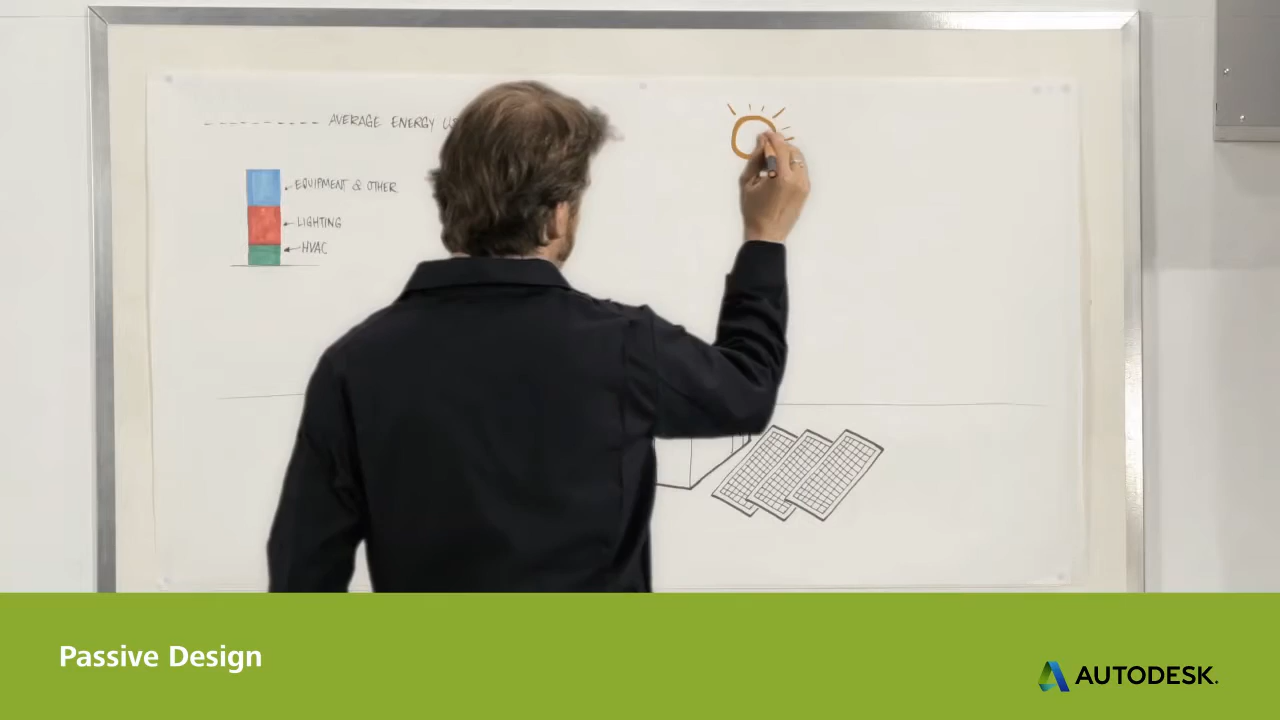 AVERAGE ENERGY
EQUIPMENT & OTHER
LIGHTING
HVAC
Passive Design
AUTODESK.